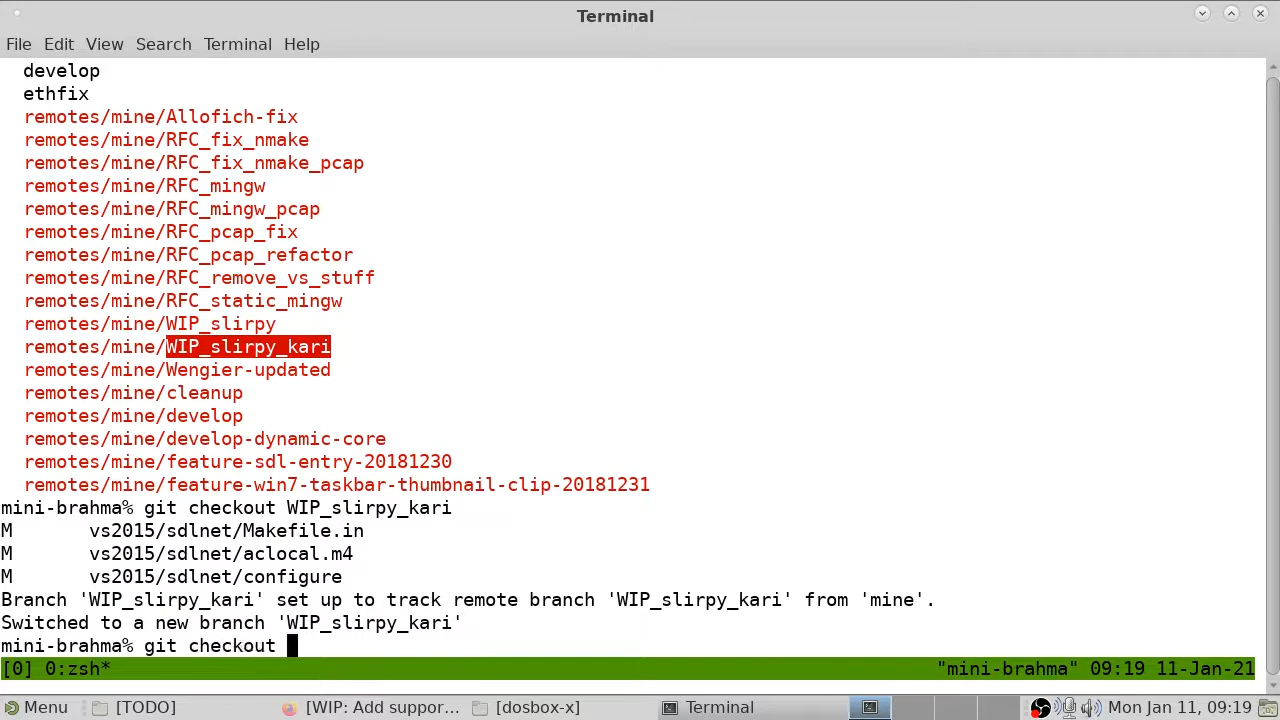 Terminal
File Edit View Search Terminal Help
develop
ethfix
remotes/mine/Allofich-fix
remotes/mine/RFC_fix_nmake
remotes/mine/RFC_fix_nmake_pcap
remotes/mine/RFC_mingw
remotes/mine/RFC_mingw_pcap
remotes/mine/RFC_pcap_fix
remotes/mine/RFC_pcap_refactor
remotes/mine/RFC_remove_vs_stuff
remotes/mine/RFC_static_mingw
remotes/mine/WIP_slirpy
remotes/mine/WIP_slirpy_kari
remotes/mine/Wengier-updated
remotes/mine/cleanup
remotes/mine/develop
remotes/mine/develop-dynamic-core
remotes/mine/feature-sdl-entry-20181230
remotes/mine/feature-win7-taskbar-thumbnail-clip-20181231
mini-brahma% git checkout WIP_slirpy_kari
M vs2015/sdlnet/Makefile.in
M vs2015/sdlnet/aclocal.m4
M vs2015/sdlnet/configure
Branch 'WIP_slirpy_kari' set up to track remote branch 'WIP_slirpy_kari' from 'mine'.
Switched to a new branch 'WIP_slirpy_kari'
mini-brahma% git checkout
[0] 0:zsh* "mini-brahma" 09:19 11-Jan-21
Menu [TODO] [WIP: Add suppor... [dosbox-x] Terminal Mon Jan 11, 09:19